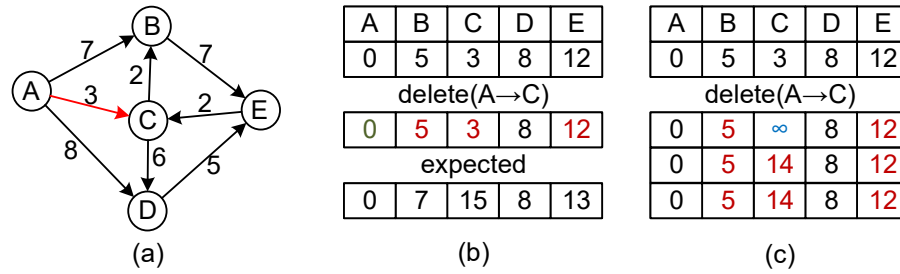 B
7
7
A
2
3
E
2
C
8
6
5
D
(a)
A B C D E
0 5 3 8 12
delete(A→C)
0 5 3 8 12
expected
0 7 15 8 13
(b)
A B C D E
0 5 3 8 12
delete(A→C)
0 5 ∞ 8 12
0 5 14 8 12
0 5 14 8 12
(c)